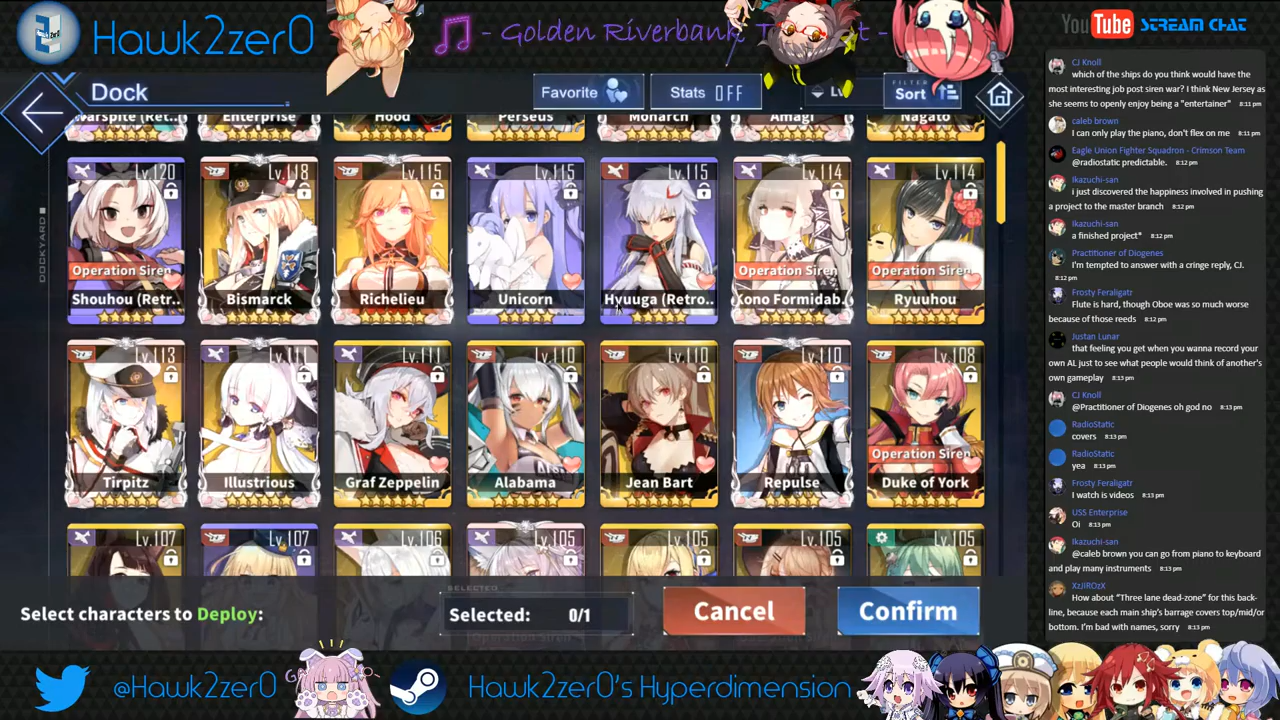 Hawk2zer0
- Golden Riverbank
You Tube STREAM CHAT
Dock
Favorite
Stats OFF
FILTER
Sort
Warspite (Ret..
Enterprise
Hood
Perseus
Monarch
Amagi
Nagato
DOCKYARD
Lv.120
Operation Siren
Shouhou (Retr..
Lv.118
Bismarck
Lv.115
Richelieu
Lv.115
Unicorn
Lv.115
Hyuuga (Retro..
Lv.114
Operation Siren
Kono Formidab.
Lv.114
Operation Siren
Ryuuhou
Lv.113
Tirpitz
Lv.111
Illustrious
Lv.111
Graf Zeppelin
Lv.110
Alabama
Lv.110
Jean Bart
Lv.110
Repulse
Lv.108
Operation Siren
Duke of York
Lv.107
Lv.107
Lv.106
Lv.105
Lv.105
Lv.105
Lv.105
Select characters to Deploy:
SELECTED
Selected: 0/1
Cancel
Confirm
@Hawk2zer0
Hawk2zer0's Hyperdimension
CJ Knoll
which of the ships do you think would have the
most interesting job post siren war? I think New Jersey
as she seems to openly enjoy being a "entertainer" 8:11 pm
caleb brown
I can only play the piano, don't flex on me 8:11 pm
Eagle Union Fighter Squadron - Crimson Team
@radiostatic predictable. 8:12 pm
Ikazuchi-san
i just discovered the happiness involved in pushing
a project to the master branch 8:12 pm
Ikazuchi-san
a finished project* 8:12 pm
Practitioner of Diogenes
I'm tempted to answer with a cringe reply, CJ.
8:12 pm
Frosty Feraligatr
Flute is hard, though Oboe was so much worse
because of those reeds 8:12 pm
Justan Lunar
that feeling you get when you wanna record your
own AL just to see what people would think of another's
own gameplay 8:13 pm
CJ Knoll
@Practitioner of Diogenes oh god no 8:13 pm
RadioStatic
covers 8:13 pm
RadioStatic
yea 8:13 pm
Frosty Feraligatr
I watch is videos 8:13 pm
USS Enterprise
Oi 8:13 pm
Ikazuchi-san
@caleb brown you can go from piano to keyboard
and play many instruments 8:13 pm
XzJIROzX
How about "Three lane dead-zone" for this back-
line, because each main ship's barrage covers top/mid/or
bottom. I'm bad with names, sorry 8:13 pm